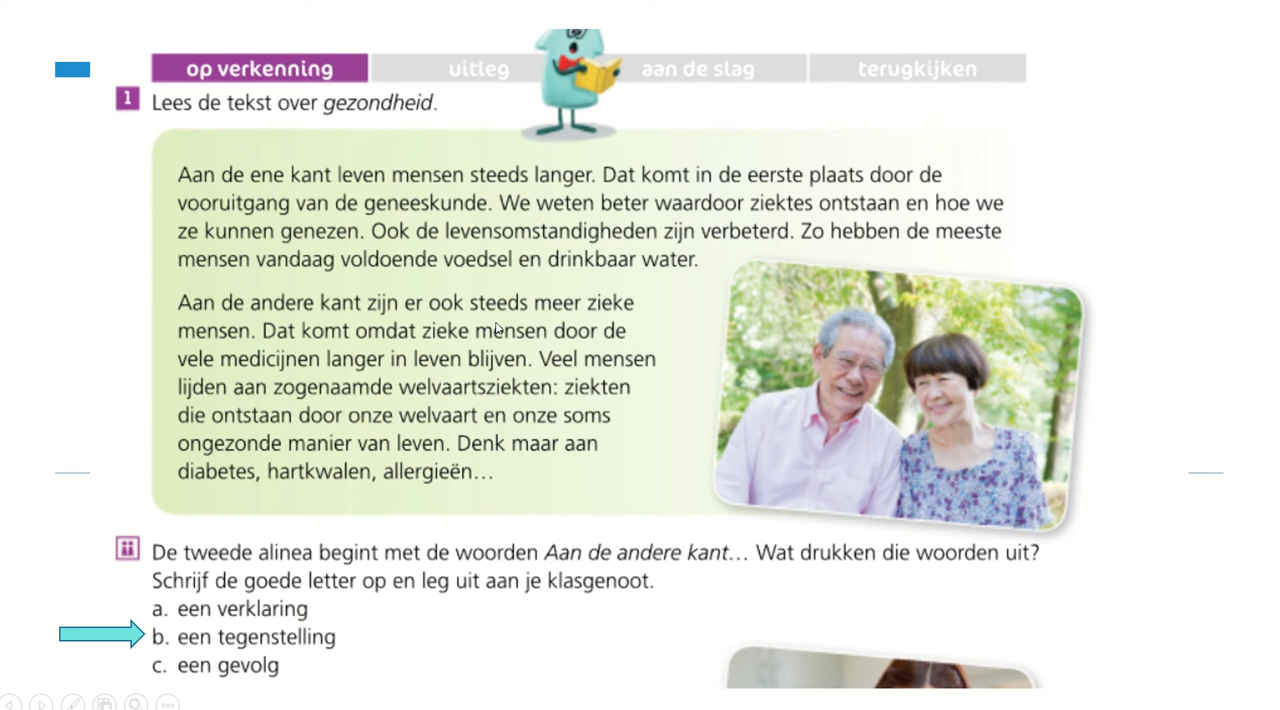 op verkenning
uitleg
aan de slag
terugkijken
1 Lees de tekst over gezondheid.
Aan de ene kant leven mensen steeds langer. Dat komt in de eerste plaats door de
vooruitgang van de geneeskunde. We weten beter waardoor ziektes ontstaan en hoe we
ze kunnen genezen. Ook de levensomstandigheden zijn verbeterd. Zo hebben de meeste
mensen vandaag voldoende voedsel en drinkbaar water.
Aan de andere kant zijn er ook steeds meer zieke
mensen. Dat komt omdat zieke mensen door de
vele medicijnen langer in leven blijven. Veel mensen
lijden aan zogenaamde welvaartsziekten: ziekten
die ontstaan door onze welvaart en onze soms
ongezonde manier van leven. Denk maar aan
diabetes, hartkwalen, allergieën…
De tweede alinea begint met de woorden Aan de andere kant… Wat drukken die woorden uit?
Schrijf de goede letter op en leg uit aan je klasgenoot.
a. een verklaring
b. een tegenstelling
c. een gevolg